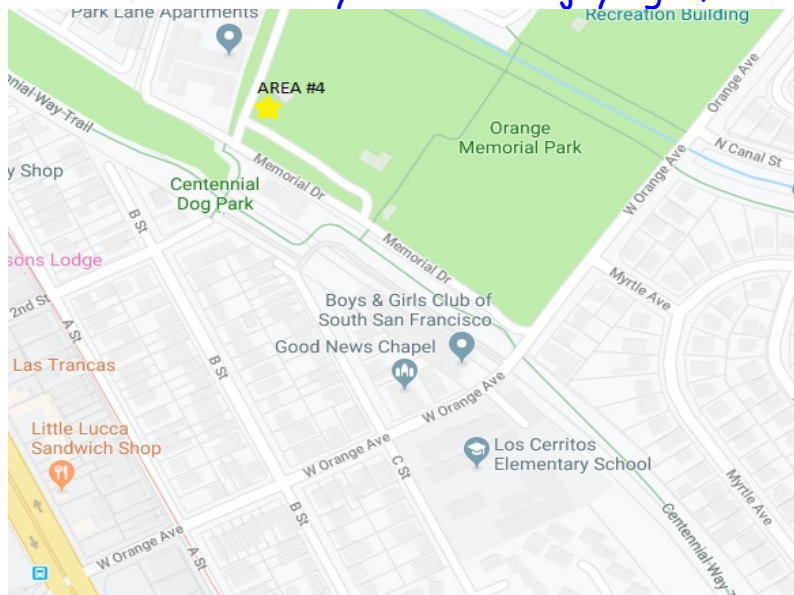 Park Lane Apartments
Recreation Building
AREA #4
Orange Ave
Orange
Memorial Park
N Canal St
nnial Way Trail
Memorial Dr
W Orange Ave
y Shop
Centennial
Dog Park
B St
sons Lodge
Memorial Dr
Myrtle Ave
2nd St
A St
Boys & Girls Club of
South San Francisco
Good News Chapel
B St
Las Trancas
W Orange Ave
Little Lucca
Sandwich Shop
Los Cerritos
Elementary School
W Orange Ave
C St
Myrtle Ave
B St
Centennial-Way-
W Orange Ave
A St